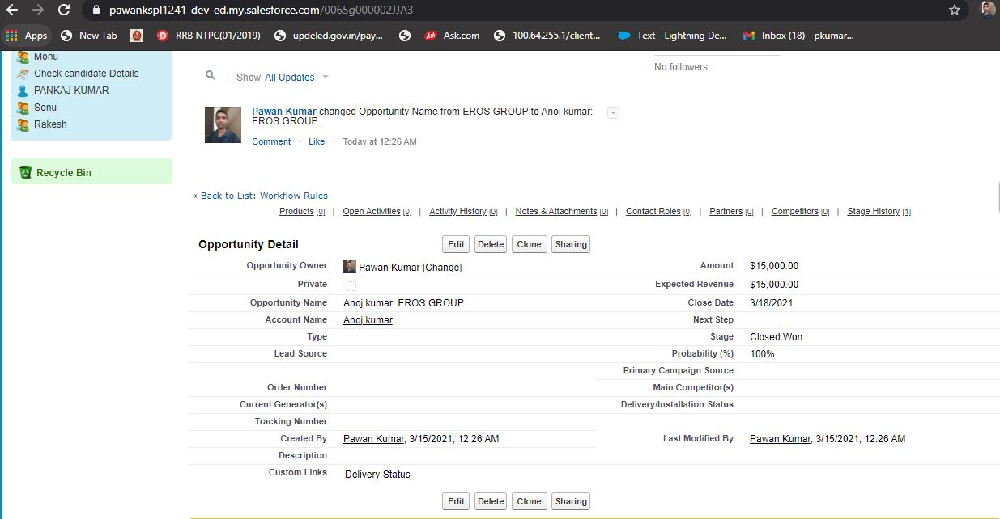 pawankspl1241-dev-ed.my.salesforce.com/0065g000002JJA3
Apps New Tab RRB NTPC(01/2019) updeled.gov.in/pay... Ask Ask.com 100.64.255.1/client... Text - Lightning De... Inbox (18) - pkumar...
Monu
Check candidate Details
PANKAJ KUMAR
Sonu
Rakesh
Recycle Bin
No followers.
| Show All Updates
Pawan Kumar changed Opportunity Name from EROS GROUP to Anoj kumar:
EROS GROUP.
Comment · Like · Today at 12:26 AM
« Back to List: Workflow Rules
Products [0] | Open Activities [0] | Activity History [0] | Notes & Attachments [0] | Contact Roles [0] | Partners [0] | Competitors [0] | Stage History [1]
Opportunity Detail Edit Delete Clone Sharing
Opportunity Owner Pawan Kumar [Change] Amount $15,000.00
Private Expected Revenue $15,000.00
Opportunity Name Anoj kumar: EROS GROUP Close Date 3/18/2021
Account Name Anoj kumar Next Step
Type Stage Closed Won
Lead Source Probability (%) 100%
Primary Campaign Source
Order Number Main Competitor(s)
Current Generator(s) Delivery/Installation Status
Tracking Number
Created By Pawan Kumar, 3/15/2021, 12:26 AM Last Modified By Pawan Kumar, 3/15/2021, 12:26 AM
Description
Custom Links Delivery Status
Edit Delete Clone Sharing